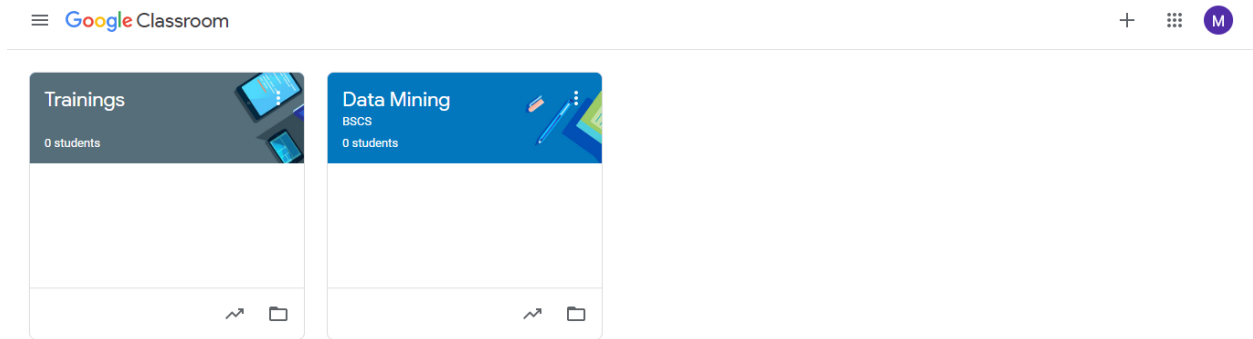 Google Classroom
M
Trainings
0 students
Data Mining
BSCS
0 students